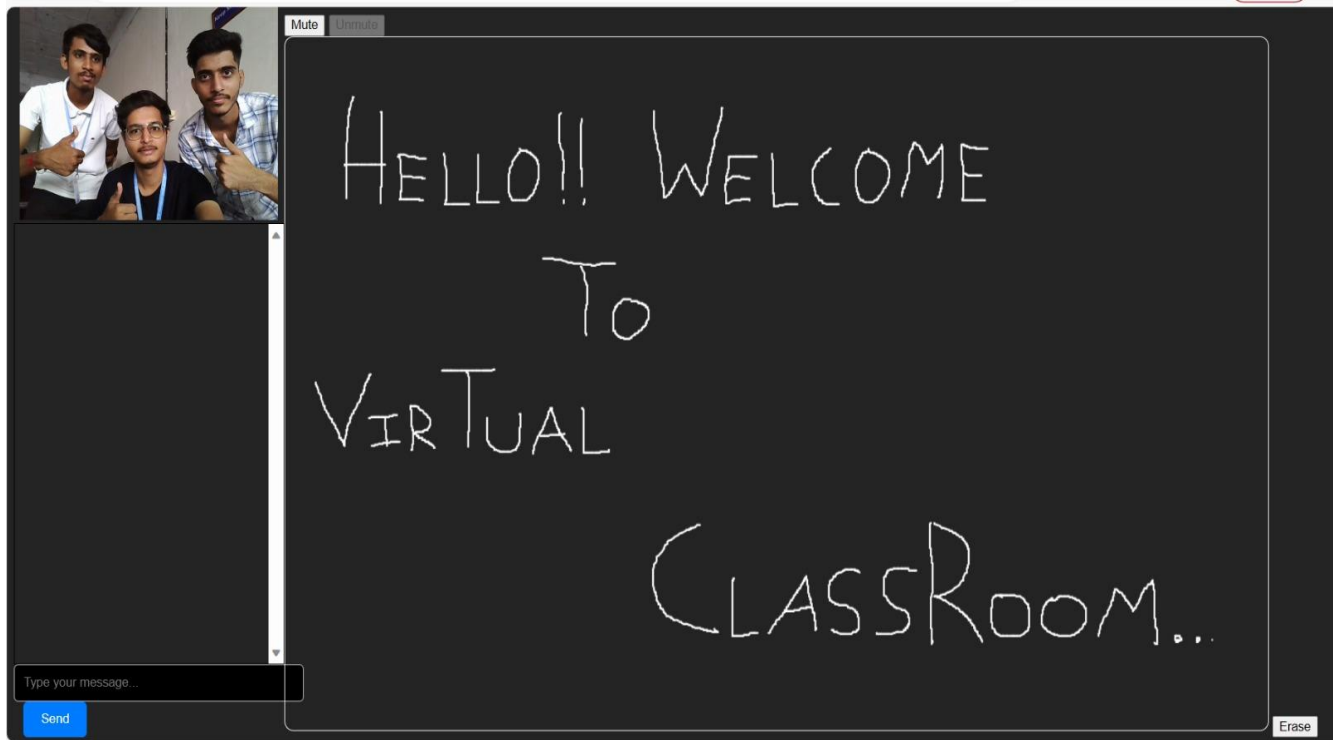 Mute Unmute
HELLO!! WELCOME
TO
VIRTUAL
CLASSROOM...
Type your message...
Send
Erase